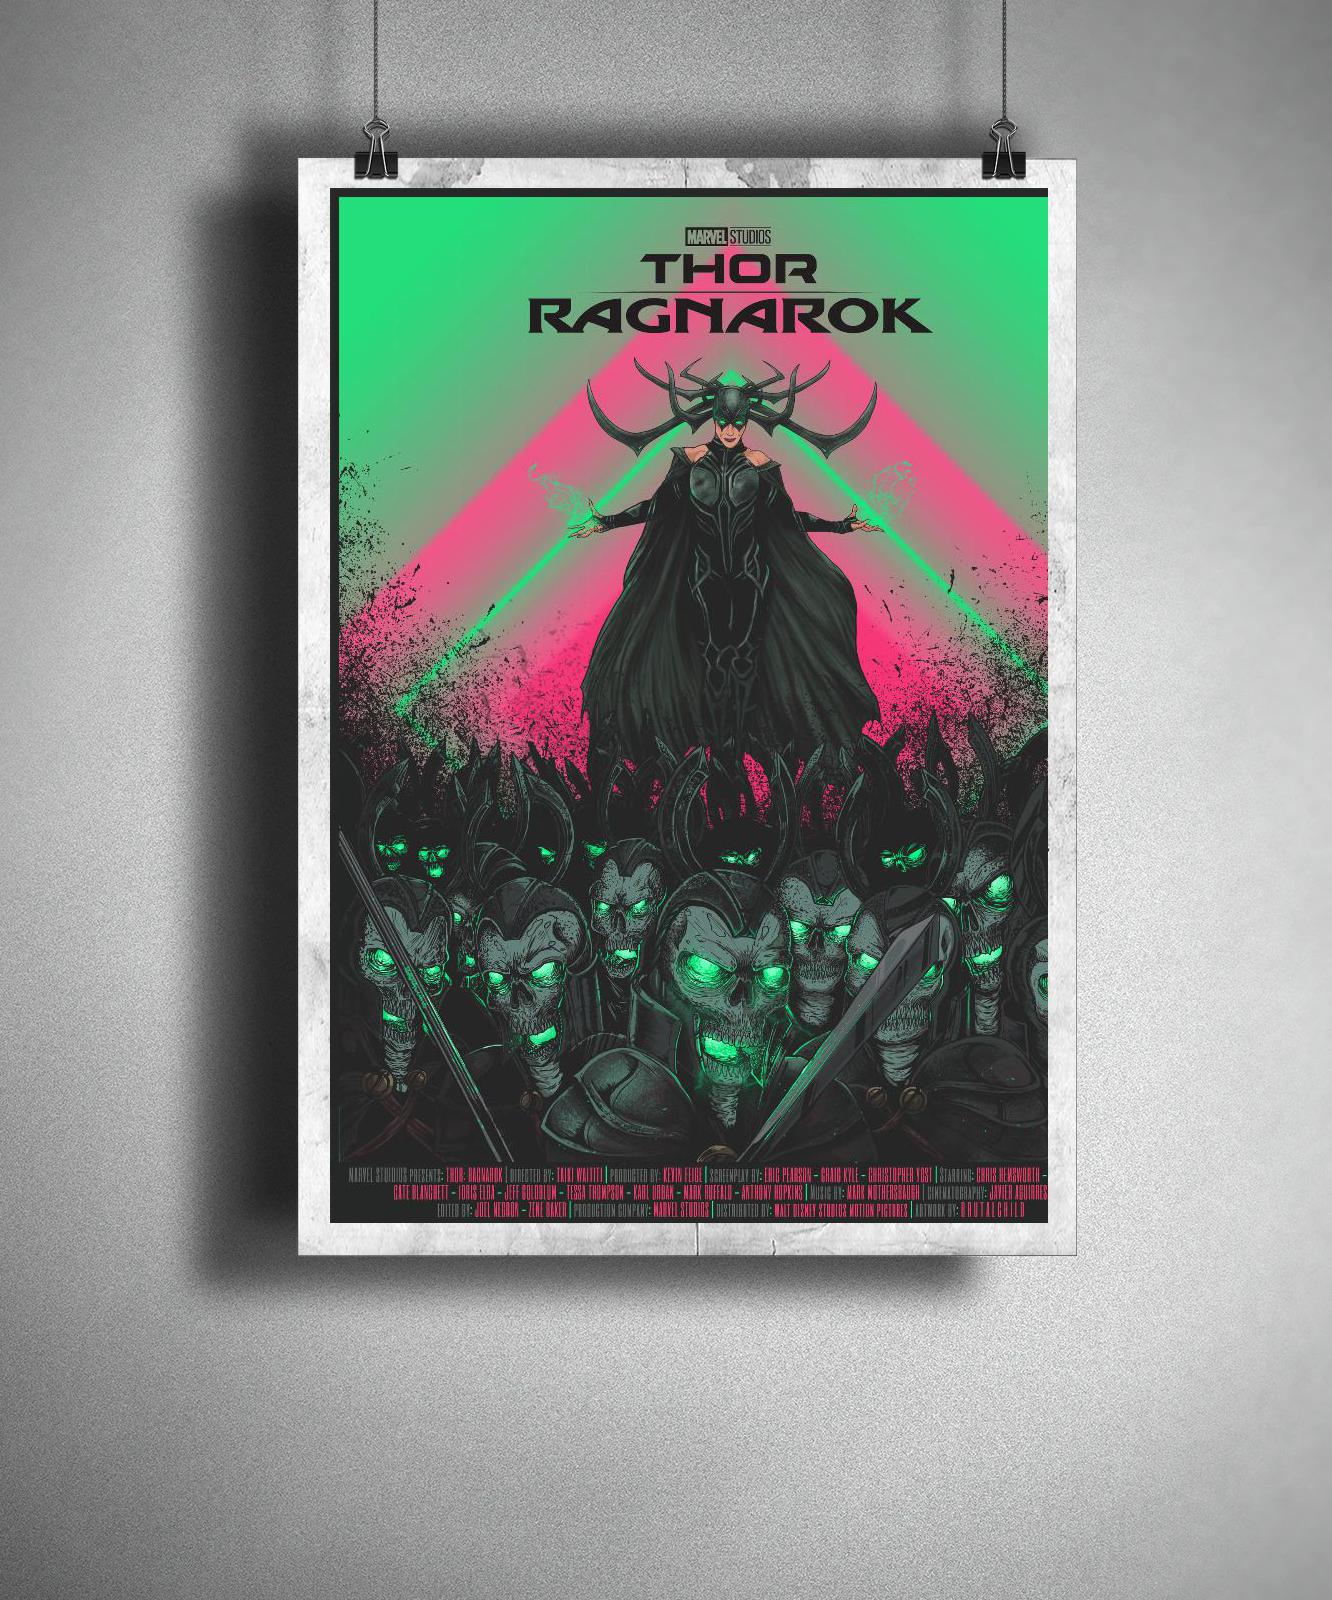 MARVEL STUDIOS
THOR
RAGNAROK
MARVEL STUDIOS PRESENTS: THOR: RAGNAROK | DIRECTED BY: TAIKI WAITITI | PRODUCTED BY: KEVIN FEIGE | SCREENPLAY BY: ERIC PEARSON - CRAIG KYLE - CHRISTOPHER YOST | STARRING: CHRIS HEMSWORTH -
CATE BLANCHETT - IDRIS ELBA - JEFF GOLDBLUM - TESSA THOMPSON - KARL URBAN - MARK RUFFALO - ANTHONY HOPKINS | MUSIC BY: MARK MOTHERSBAUGH | CINEMATOGRAPHY: JAVIER
EDITED BY: JOEL NEGRON - ZENE BAKER | PRODUCTION COMPANY: MARVEL STUDIOS | DISTRIBUTED BY: WALT DISNEY STUDIOS MOTION PICTURES | ARTWORK BY: BRUTALCHILD